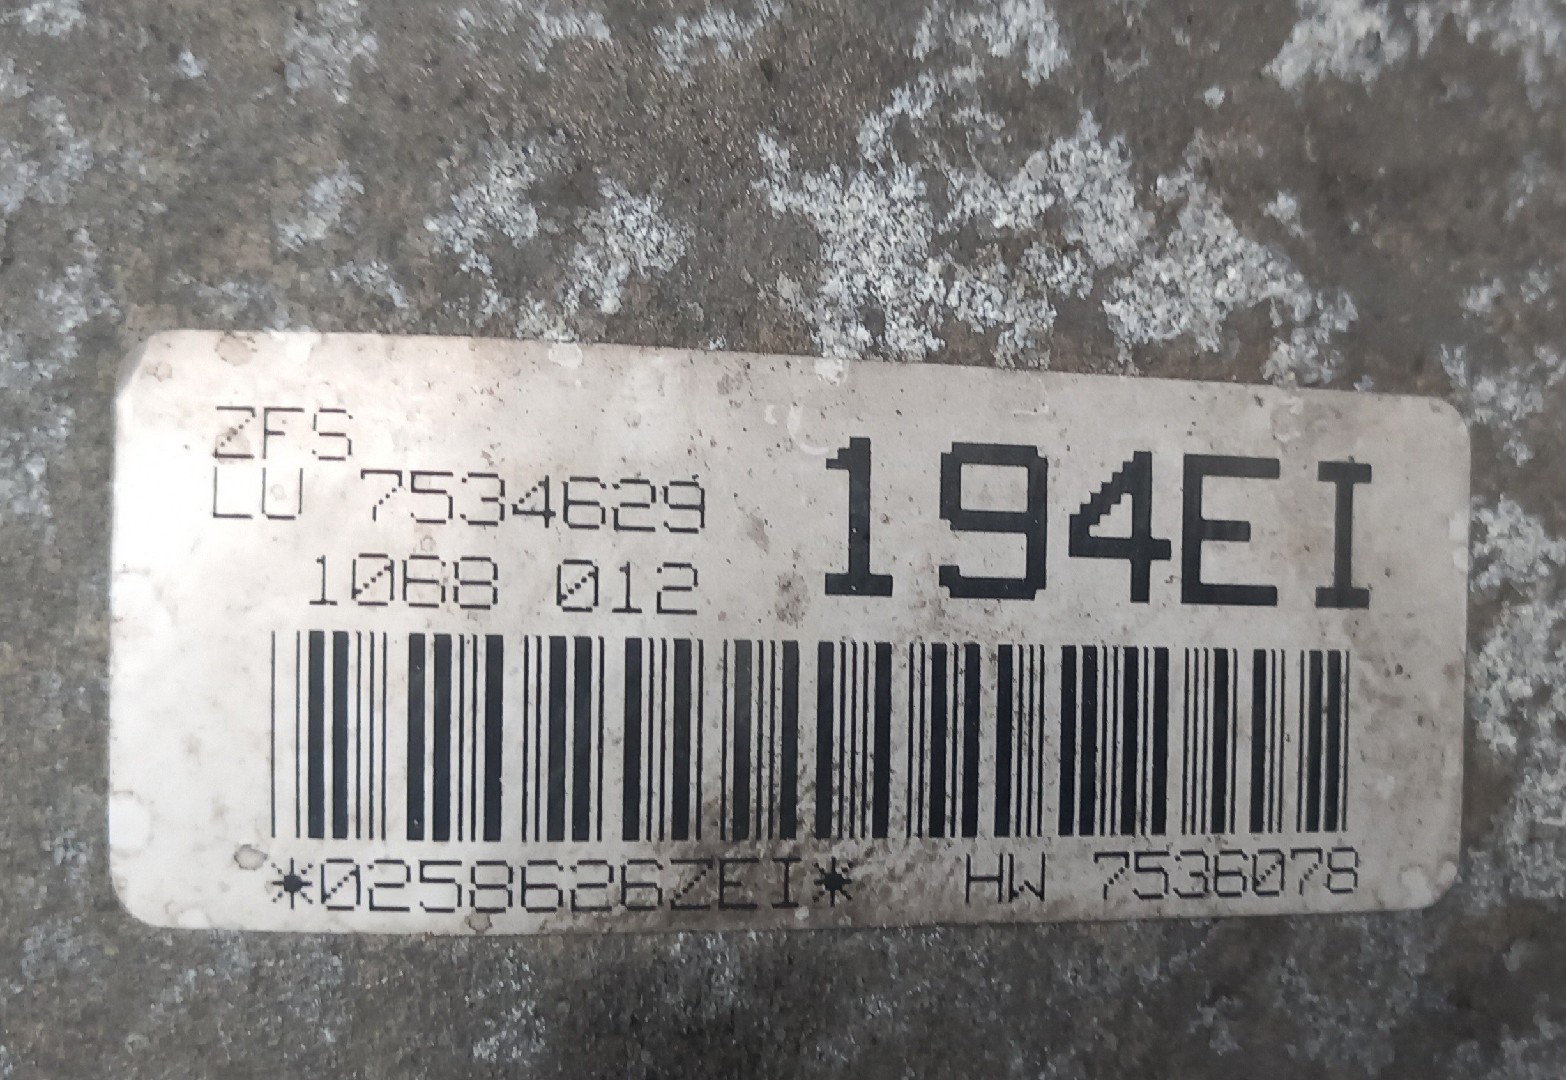 ZFS
LU 7534629
194EI
1068 012
*0258626ZEI* HW 7536078